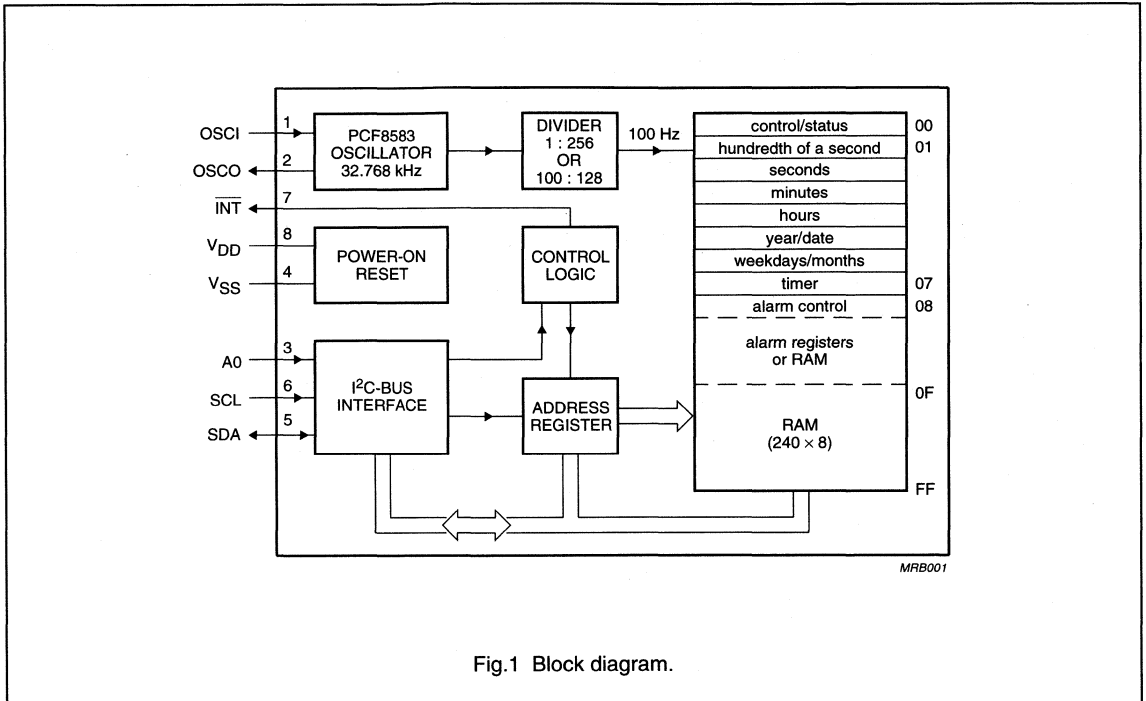 OSCI
1
OSCO
2
INT
7
VDD
8
VSS
4
A0
3
SCL
6
SDA
5
PCF8583
OSCILLATOR
32.768 kHz
DIVIDER
1 : 256
OR
100 : 128
100 Hz
POWER-ON
RESET
CONTROL
LOGIC
I²C-BUS
INTERFACE
ADDRESS
REGISTER
control/status
00
hundredth of a second
01
seconds
minutes
hours
year/date
weekdays/months
timer
07
alarm control
08
alarm registers
or RAM
0F
RAM
(240 × 8)
FF
MRB001
Fig.1 Block diagram.